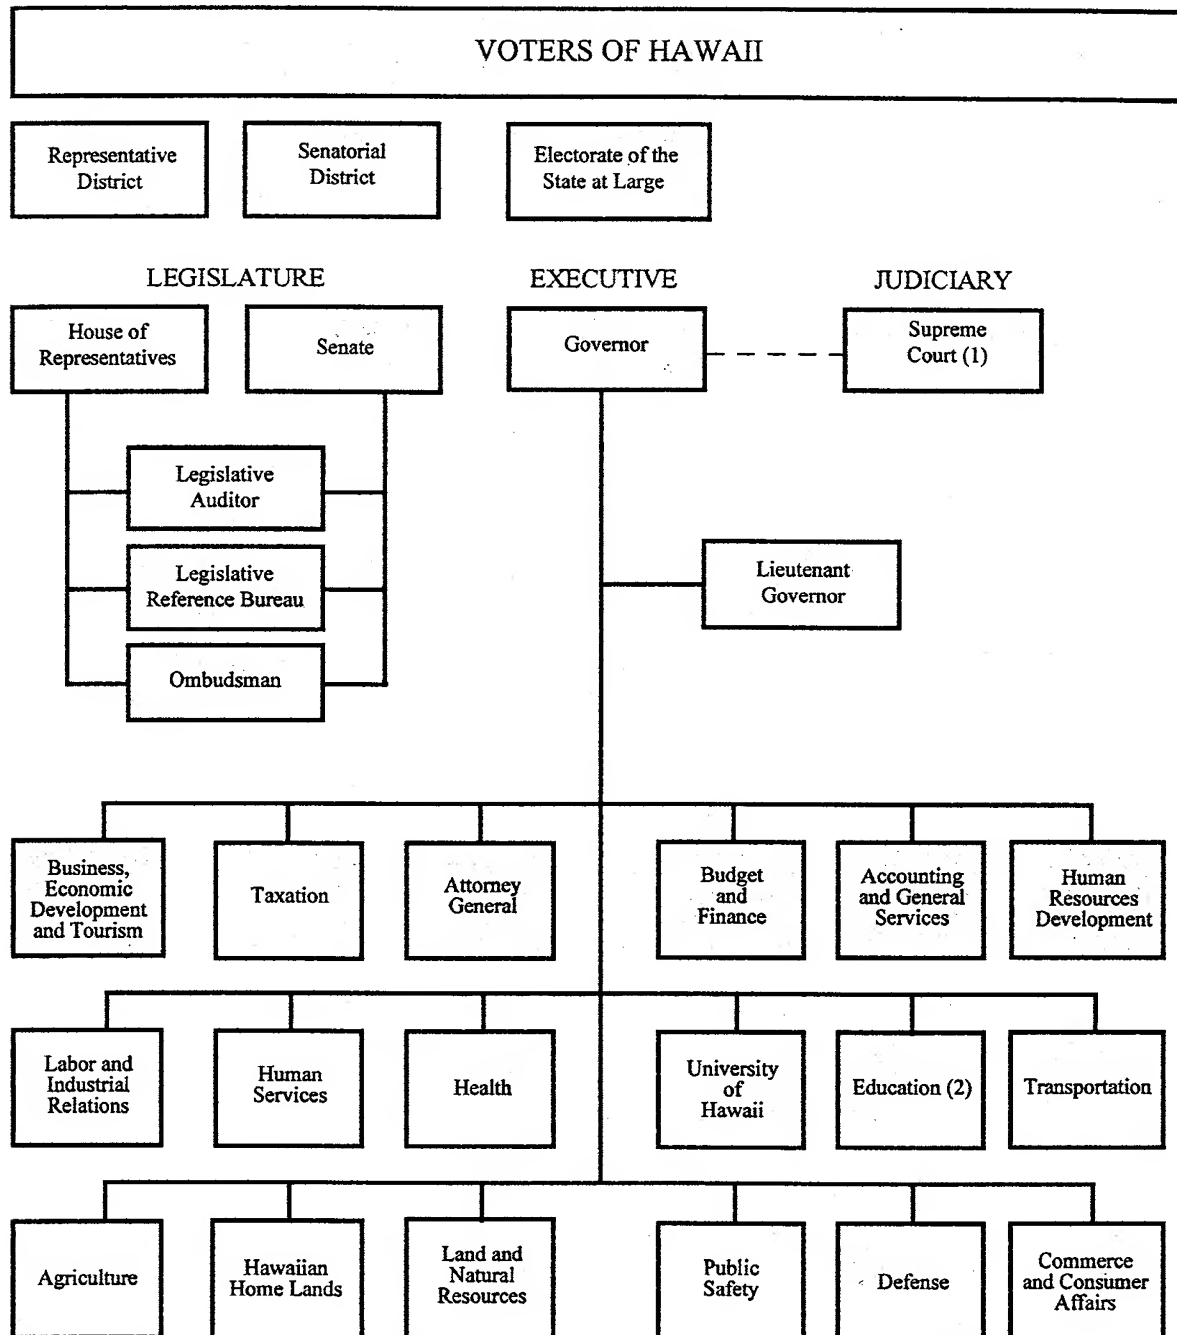 VOTERS OF HAWAII
Representative
District
Senatorial
District
Electorate of the
State at Large
LEGISLATURE
EXECUTIVE
JUDICIARY
House of
Representatives
Senate
Governor
Supreme
Court (1)
Legislative
Auditor
Legislative
Reference Bureau
Ombudsman
Lieutenant
Governor
Business,
Economic
Development
and Tourism
Taxation
Attorney
General
Budget
and
Finance
Accounting
and General
Services
Human
Resources
Development
Labor and
Industrial
Relations
Human
Services
Health
University
of
Hawaii
Education (2)
Transportation
Agriculture
Hawaiian
Home Lands
Land and
Natural
Resources
Public
Safety
Defense
Commerce
and Consumer
Affairs